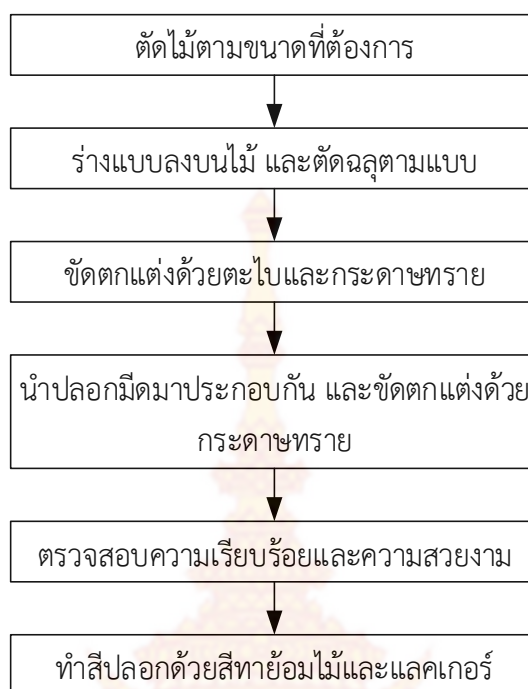 ตัดไม้ตามขนาดที่ต้องการ
ร่างแบบลงบนไม้ และตัดฉลุตามแบบ
ขัดตกแต่งด้วยตะไบและกระดาษทราย
นำปลอกมีดมาประกอบกัน และขัดตกแต่งด้วย
กระดาษทราย
ตรวจสอบความเรียบร้อยและความสวยงาม
ทำสีปลอกด้วยสีทาย้อมไม้และแลคเกอร์